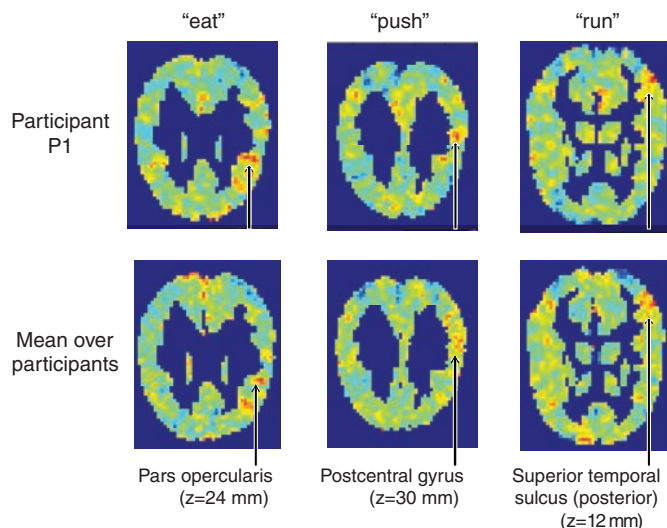 “eat” “push” “run”
Participant
P1
Mean over
participants
Pars opercularis
(z=24 mm)
Postcentral gyrus
(z=30 mm)
Superior temporal
sulcus (posterior)
(z=12 mm)